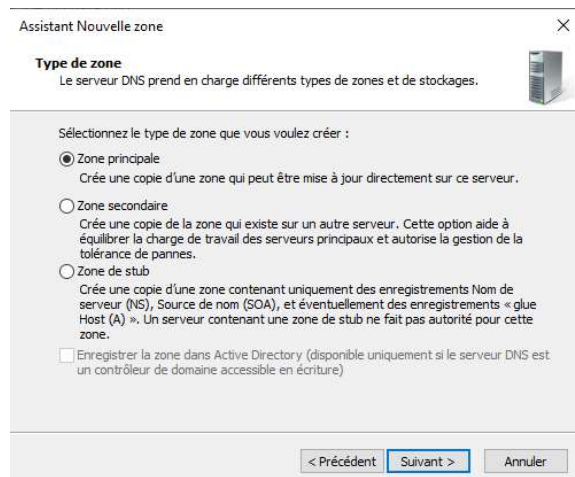 Assistant Nouvelle zone
Type de zone
Le serveur DNS prend en charge différents types de zones et de stockages.
Sélectionnez le type de zone que vous voulez créer :
Zone principale
Crée une copie d'une zone qui peut être mise à jour directement sur ce serveur.
Zone secondaire
Crée une copie de la zone qui existe sur un autre serveur. Cette option aide à
équilibrer la charge de travail des serveurs principaux et autorise la gestion de la
tolérance de pannes.
Zone de stub
Crée une copie d'une zone contenant uniquement des enregistrements Nom de
serveur (NS), Source de nom (SOA), et éventuellement des enregistrements « glue
Host (A) ». Un serveur contenant une zone de stub ne fait pas autorité pour cette
zone.
Enregistrer la zone dans Active Directory (disponible uniquement si le serveur DNS est
un contrôleur de domaine accessible en écriture)
< Précédent Suivant > Annuler